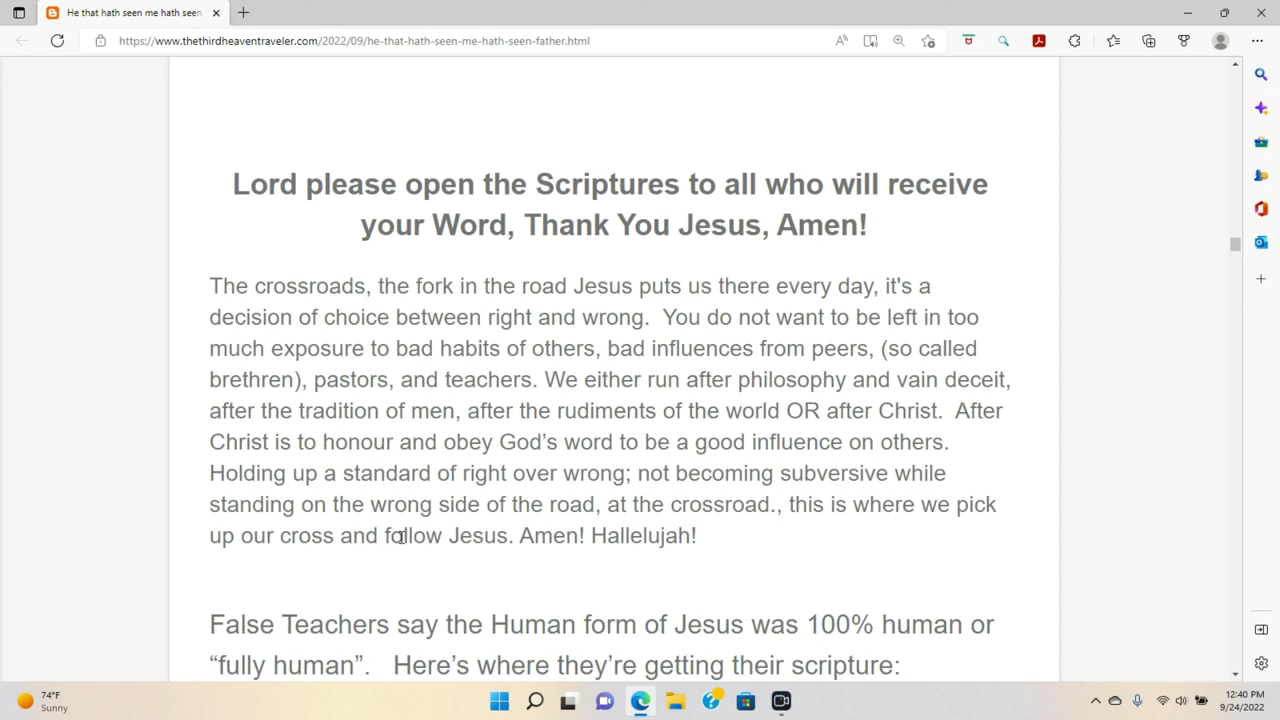 He that hath seen me hath seen
https://www.thethirdheaventraveler.com/2022/09/he-that-hath-seen-me-hath-seen-father.html
Lord please open the Scriptures to all who will receive
your Word, Thank You Jesus, Amen!
The crossroads, the fork in the road Jesus puts us there every day, it's a
decision of choice between right and wrong.  You do not want to be left in too
much exposure to bad habits of others, bad influences from peers, (so called
brethren), pastors, and teachers. We either run after philosophy and vain deceit,
after the tradition of men, after the rudiments of the world OR after Christ.  After
Christ is to honour and obey God’s word to be a good influence on others.
Holding up a standard of right over wrong; not becoming subversive while
standing on the wrong side of the road, at the crossroad., this is where we pick
up our cross and follow Jesus. Amen! Hallelujah!
False Teachers say the Human form of Jesus was 100% human or
“fully human”.   Here’s where they’re getting their scripture:
74°F
Sunny
12:40 PM
9/24/2022